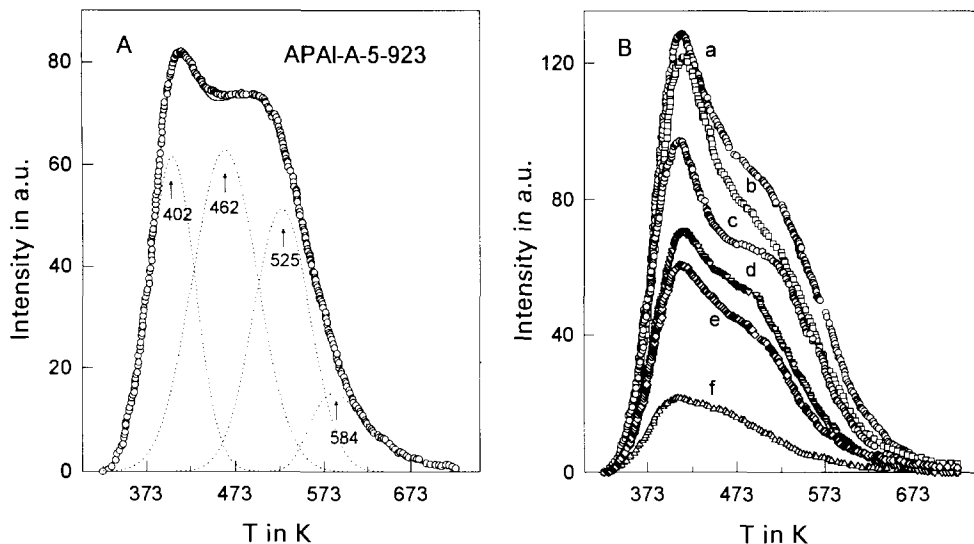 A
APAl-A-5-923
Intensity in a.u.
80
60
40
20
0
402
462
525
584
373
473
573
673
T in K
B
Intensity in a.u.
120
80
40
0
a
b
c
d
e
f
373
473
573
673
T in K